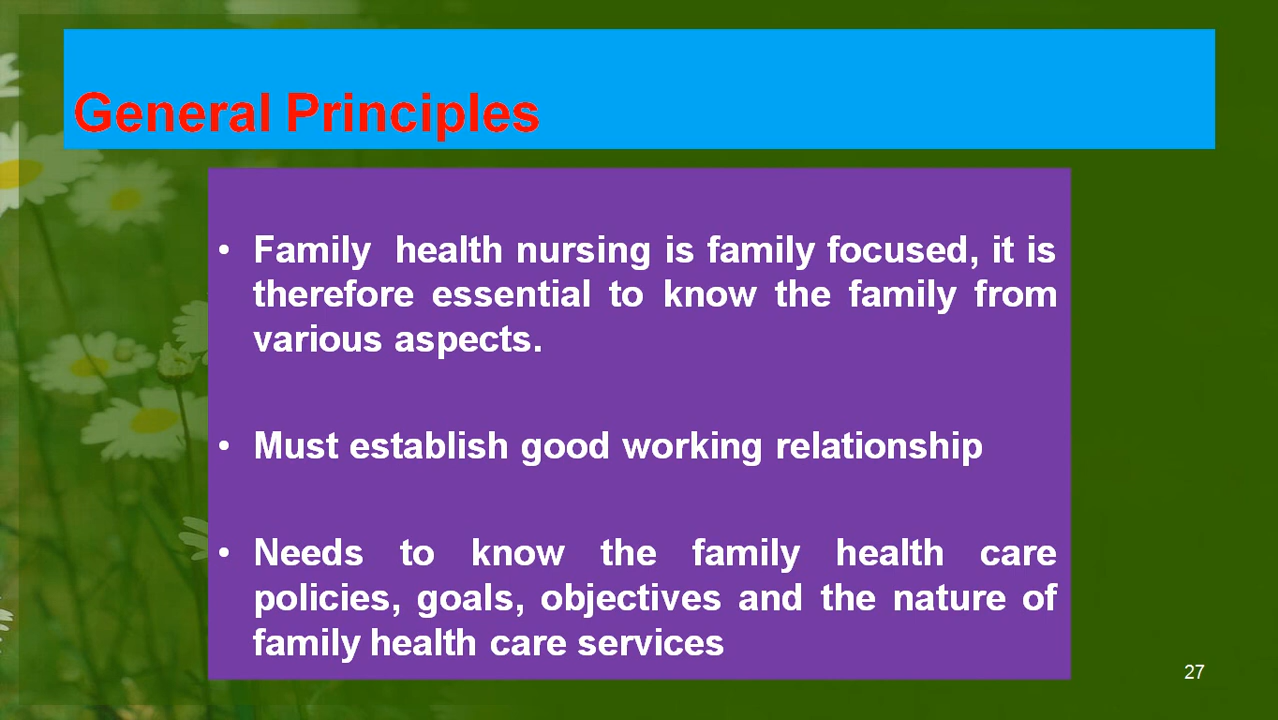 General Principles
• Family  health nursing is family focused, it is
therefore essential to know the family from
various aspects.
• Must establish good working relationship
• Needs to know the family health care
policies, goals, objectives and the nature of
family health care services
27